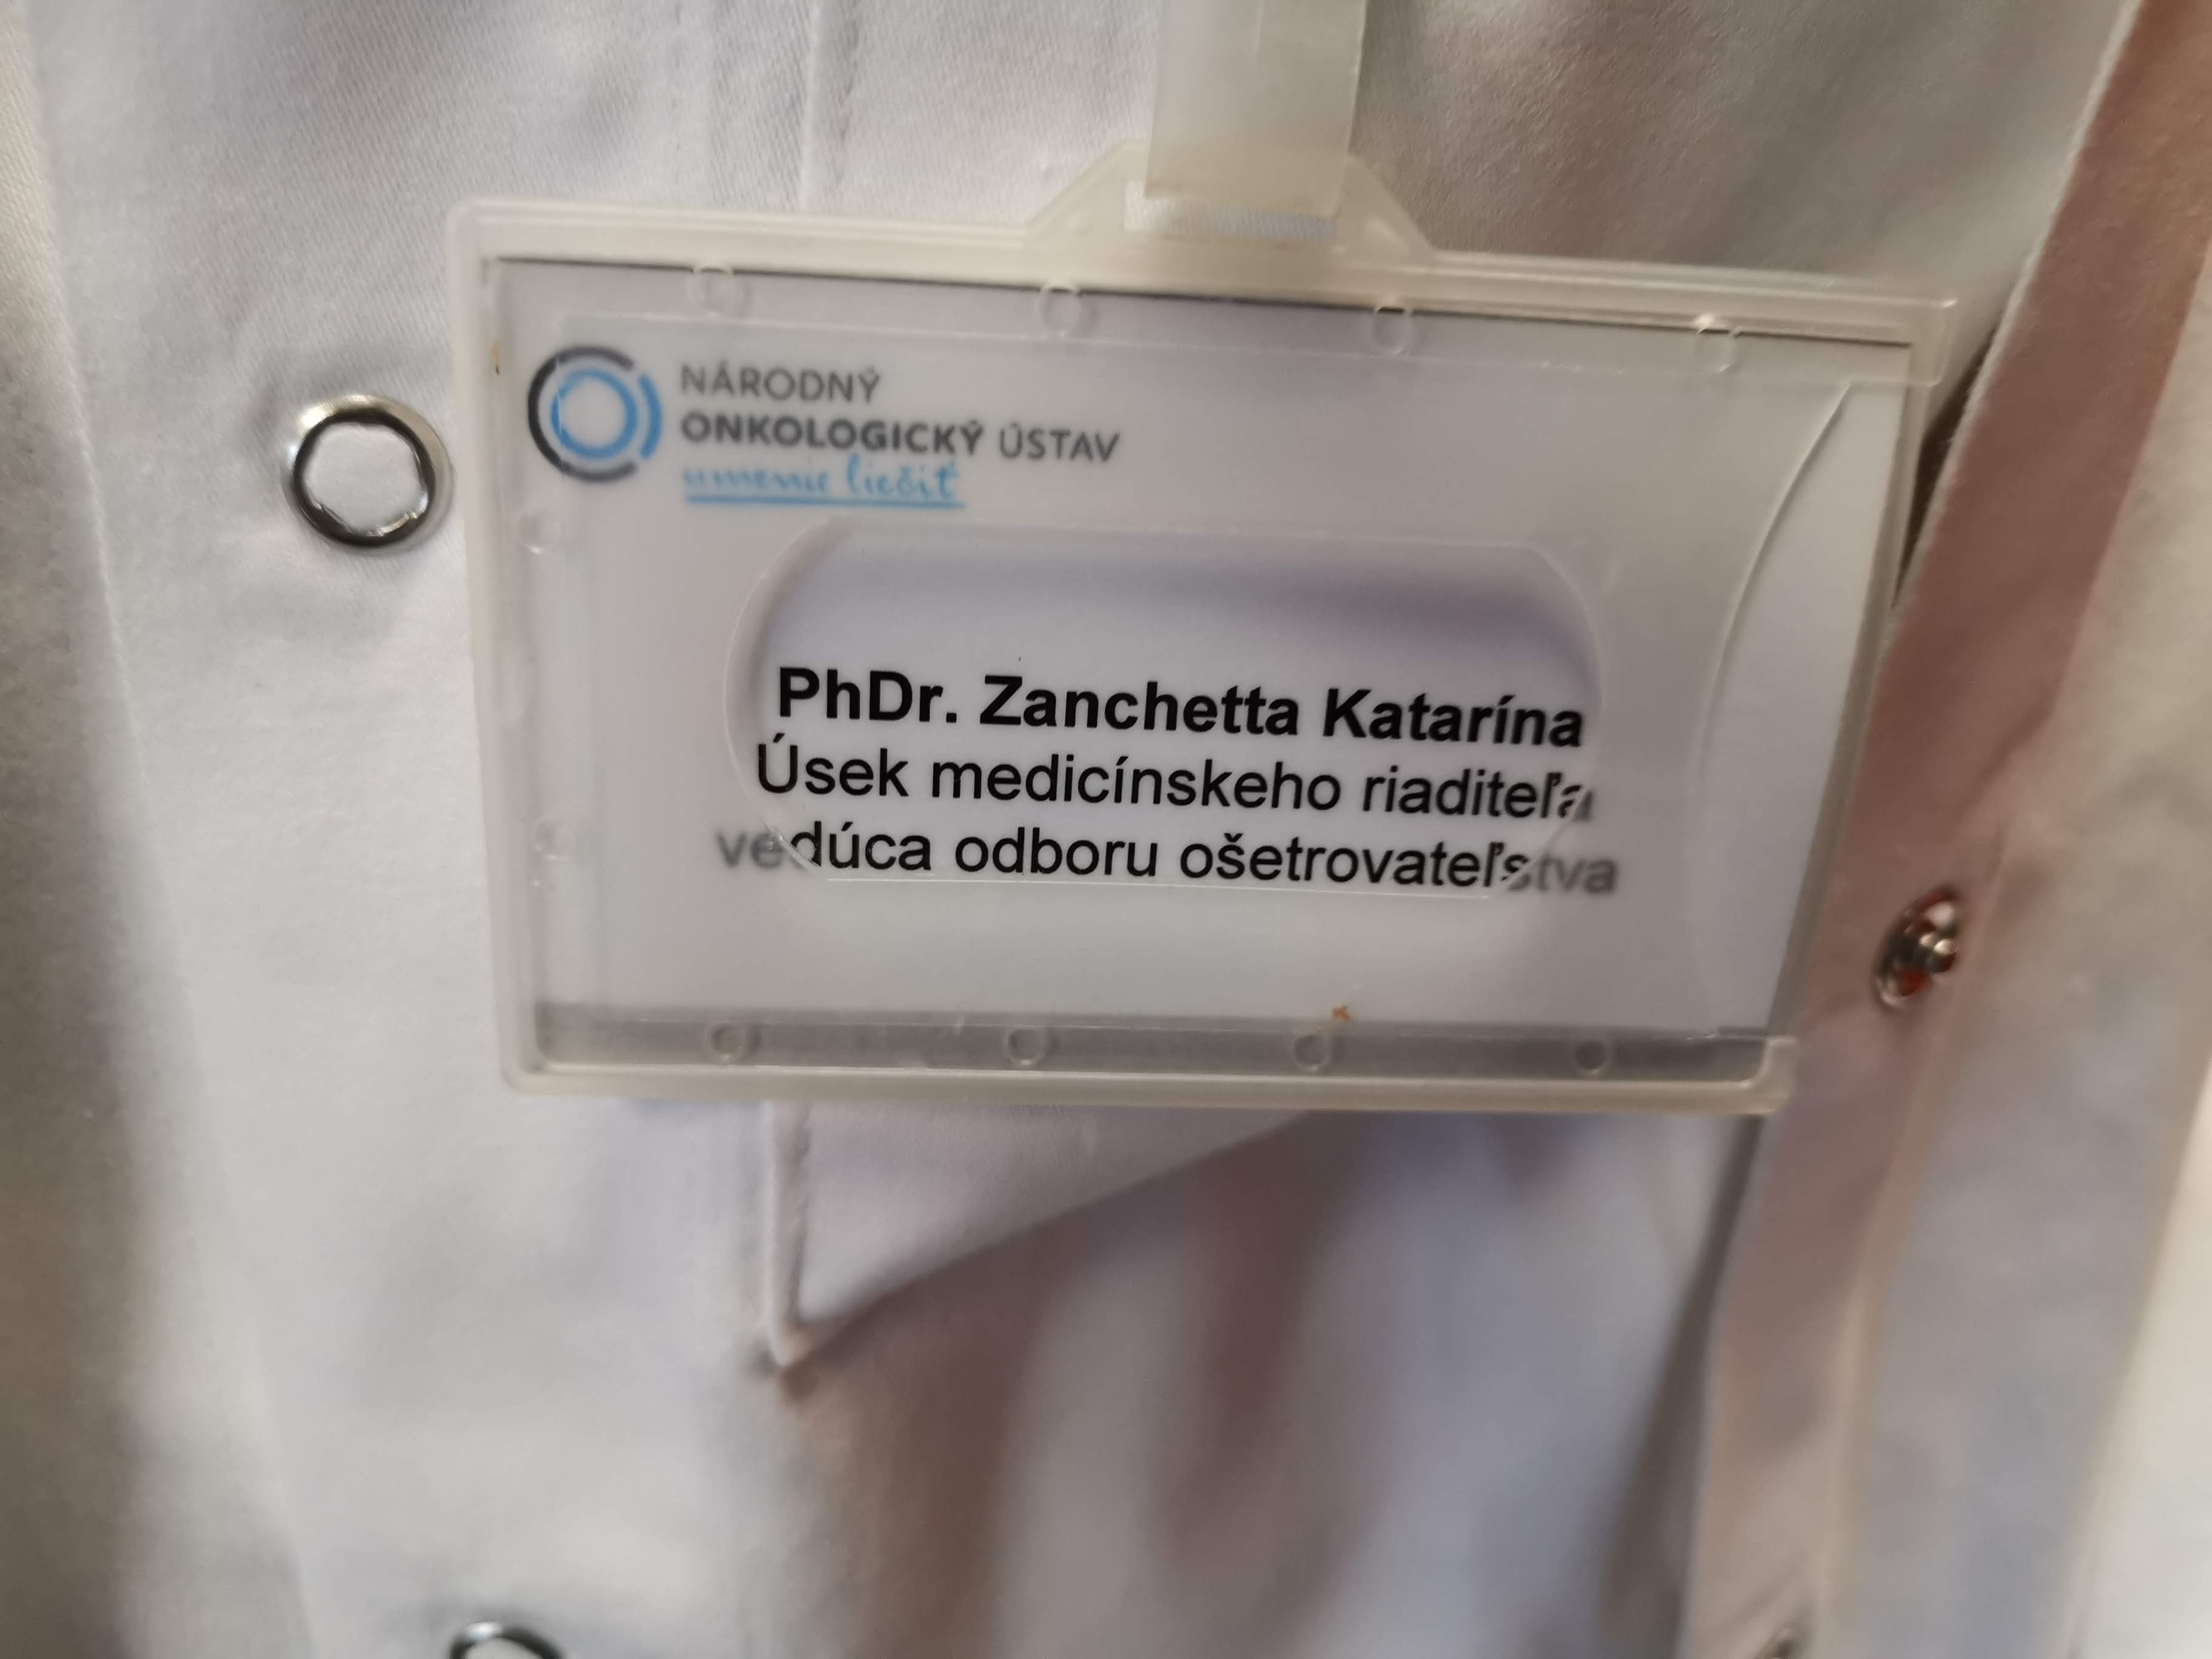 NÁRODNÝ
ONKOLOGICKÝ ÚSTAV
umenie liečiť
PhDr. Zanchetta Katarína
Úsek medicínskeho riaditeľa
vedúca odboru ošetrovateľstva